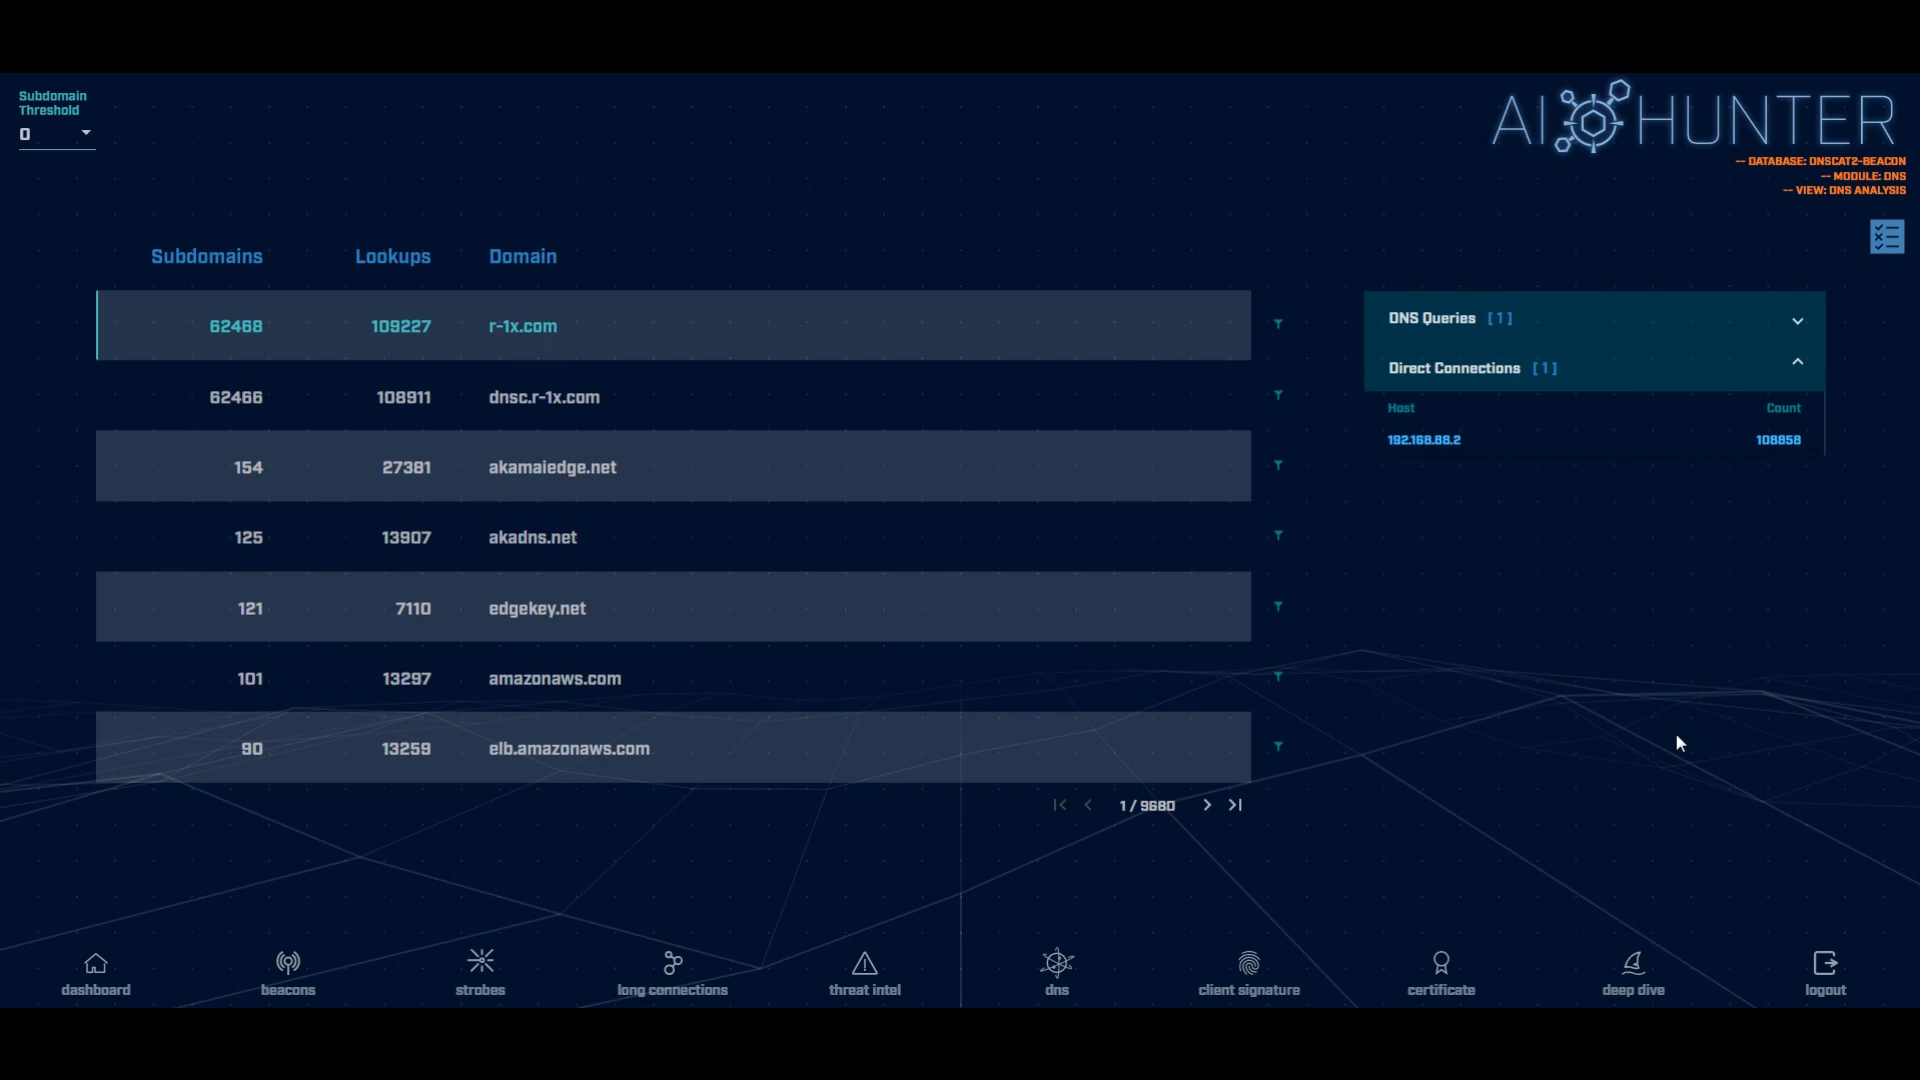 Subdomain
Threshold
0
AI HUNTER
-- DATABASE: DNSCAT2-BEACON
-- MODULE: DNS
-- VIEW: DNS ANALYSIS
Subdomains Lookups Domain
62468 109227 r-1x.com
62466 108911 dnsc.r-1x.com
154 27381 akamaiedge.net
125 13907 akadns.net
121 7110 edgekey.net
101 13297 amazonaws.com
90 13259 elb.amazonaws.com
1 / 9680
DNS Queries [ 1 ]
Direct Connections [ 1 ]
Host Count
192.168.88.2 108858
dashboard beacons strobes long connections threat intel dns client signature certificate deep dive logout